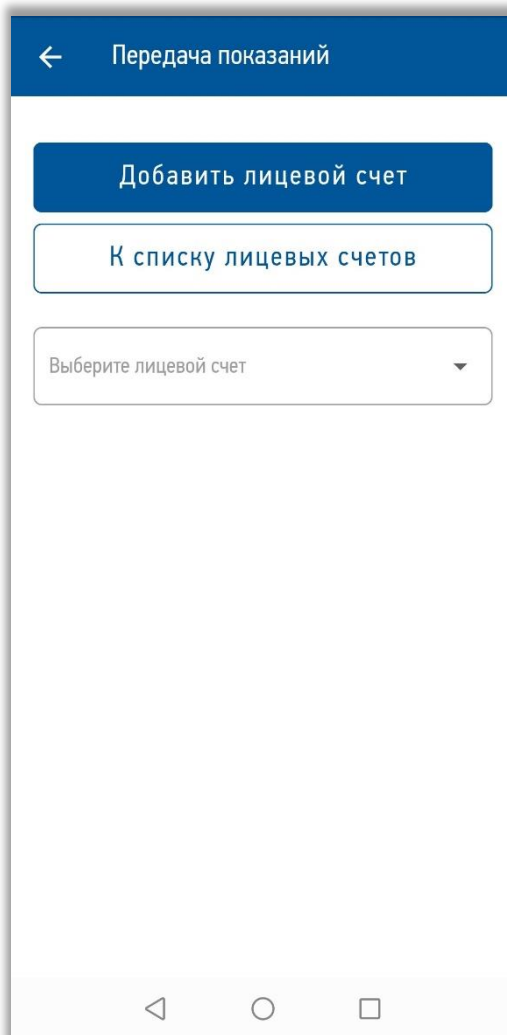 Передача показаний
Добавить лицевой счет
К списку лицевых счетов
Выберите лицевой счет